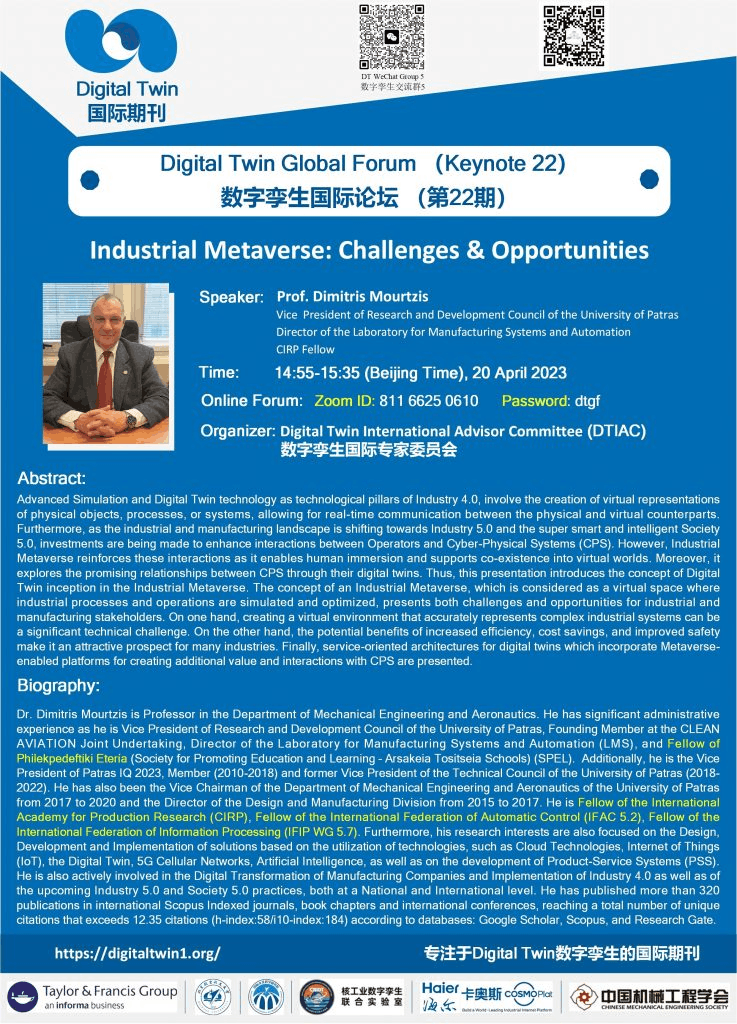 Digital Twin
国际期刊
DT WeChat Group 5
数字孪生交流群5
Digital Twin Global Forum （Keynote 22）
数字孪生国际论坛 （第22期）
Industrial Metaverse: Challenges & Opportunities
Speaker: Prof. Dimitris Mourtzis
Vice President of Research and Development Council of the University of Patras
Director of the Laboratory for Manufacturing Systems and Automation
CIRP Fellow
Time: 14:55-15:35 (Beijing Time), 20 April 2023
Online Forum: Zoom ID: 811 6625 0610 Password: dtgf
Organizer: Digital Twin International Advisor Committee (DTIAC)
数字孪生国际专家委员会
Abstract:
Advanced Simulation and Digital Twin technology as technological pillars of Industry 4.0, involve the creation of virtual representations
of physical objects, processes, or systems, allowing for real-time communication between the physical and virtual counterparts.
Furthermore, as the industrial and manufacturing landscape is shifting towards Industry 5.0 and the super smart and intelligent Society
5.0, investments are being made to enhance interactions between Operators and Cyber-Physical Systems (CPS). However, Industrial
Metaverse reinforces these interactions as it enables human immersion and supports co-existence into virtual worlds. Moreover, it
explores the promising relationships between CPS through their digital twins. Thus, this presentation introduces the concept of Digital
Twin inception in the Industrial Metaverse. The concept of an Industrial Metaverse, which is considered as a virtual space where
industrial processes and operations are simulated and optimized, presents both challenges and opportunities for industrial and
manufacturing stakeholders. On one hand, creating a virtual environment that accurately represents complex industrial systems can be
a significant technical challenge. On the other hand, the potential benefits of increased efficiency, cost savings, and improved safety
make it an attractive prospect for many industries. Finally, service-oriented architectures for digital twins which incorporate Metaverse-
enabled platforms for creating additional value and interactions with CPS are presented.
Biography:
Dr. Dimitris Mourtzis is Professor in the Department of Mechanical Engineering and Aeronautics. He has significant administrative
experience as he is Vice President of Research and Development Council of the University of Patras, Founding Member at the CLEAN
AVIATION Joint Undertaking, Director of the Laboratory for Manufacturing Systems and Automation (LMS), and Fellow of
Philekpedeftiki Etería (Society for Promoting Education and Learning - Arsakeia Tositseia Schools) (SPEL). Additionally, he is the Vice
President of Patras IQ 2023, Member (2010-2018) and former Vice President of the Technical Council of the University of Patras (2018-
2022). He has also been the Vice Chairman of the Department of Mechanical Engineering and Aeronautics of the University of Patras
from 2017 to 2020 and the Director of the Design and Manufacturing Division from 2015 to 2017. He is Fellow of the International
Academy for Production Research (CIRP), Fellow of the International Federation of Automatic Control (IFAC 5.2), Fellow of the
International Federation of Information Processing (IFIP WG 5.7). Furthermore, his research interests are also focused on the Design,
Development and Implementation of solutions based on the utilization of technologies, such as Cloud Technologies, Internet of Things
(IoT), the Digital Twin, 5G Cellular Networks, Artificial Intelligence, as well as on the development of Product-Service Systems (PSS).
He is also actively involved in the Digital Transformation of Manufacturing Companies and Implementation of Industry 4.0 as well as of
the upcoming Industry 5.0 and Society 5.0 practices, both at a National and International level. He has published more than 320
publications in international Scopus Indexed journals, book chapters and international conferences, reaching a total number of unique
citations that exceeds 12.35 citations (h-index:58/i10-index:184) according to databases: Google Scholar, Scopus, and Research Gate.
https://digitaltwin1.org/ 专注于Digital Twin数字孪生的国际期刊
Taylor & Francis Group
an informa business
核工业数字孪生
联合实验室
Haier 卡奥斯 COSMOPlat
海尔 Build a World-Leading Industrial Internet Platform
中国机械工程学会
CHINESE MECHANICAL ENGINEERING SOCIETY